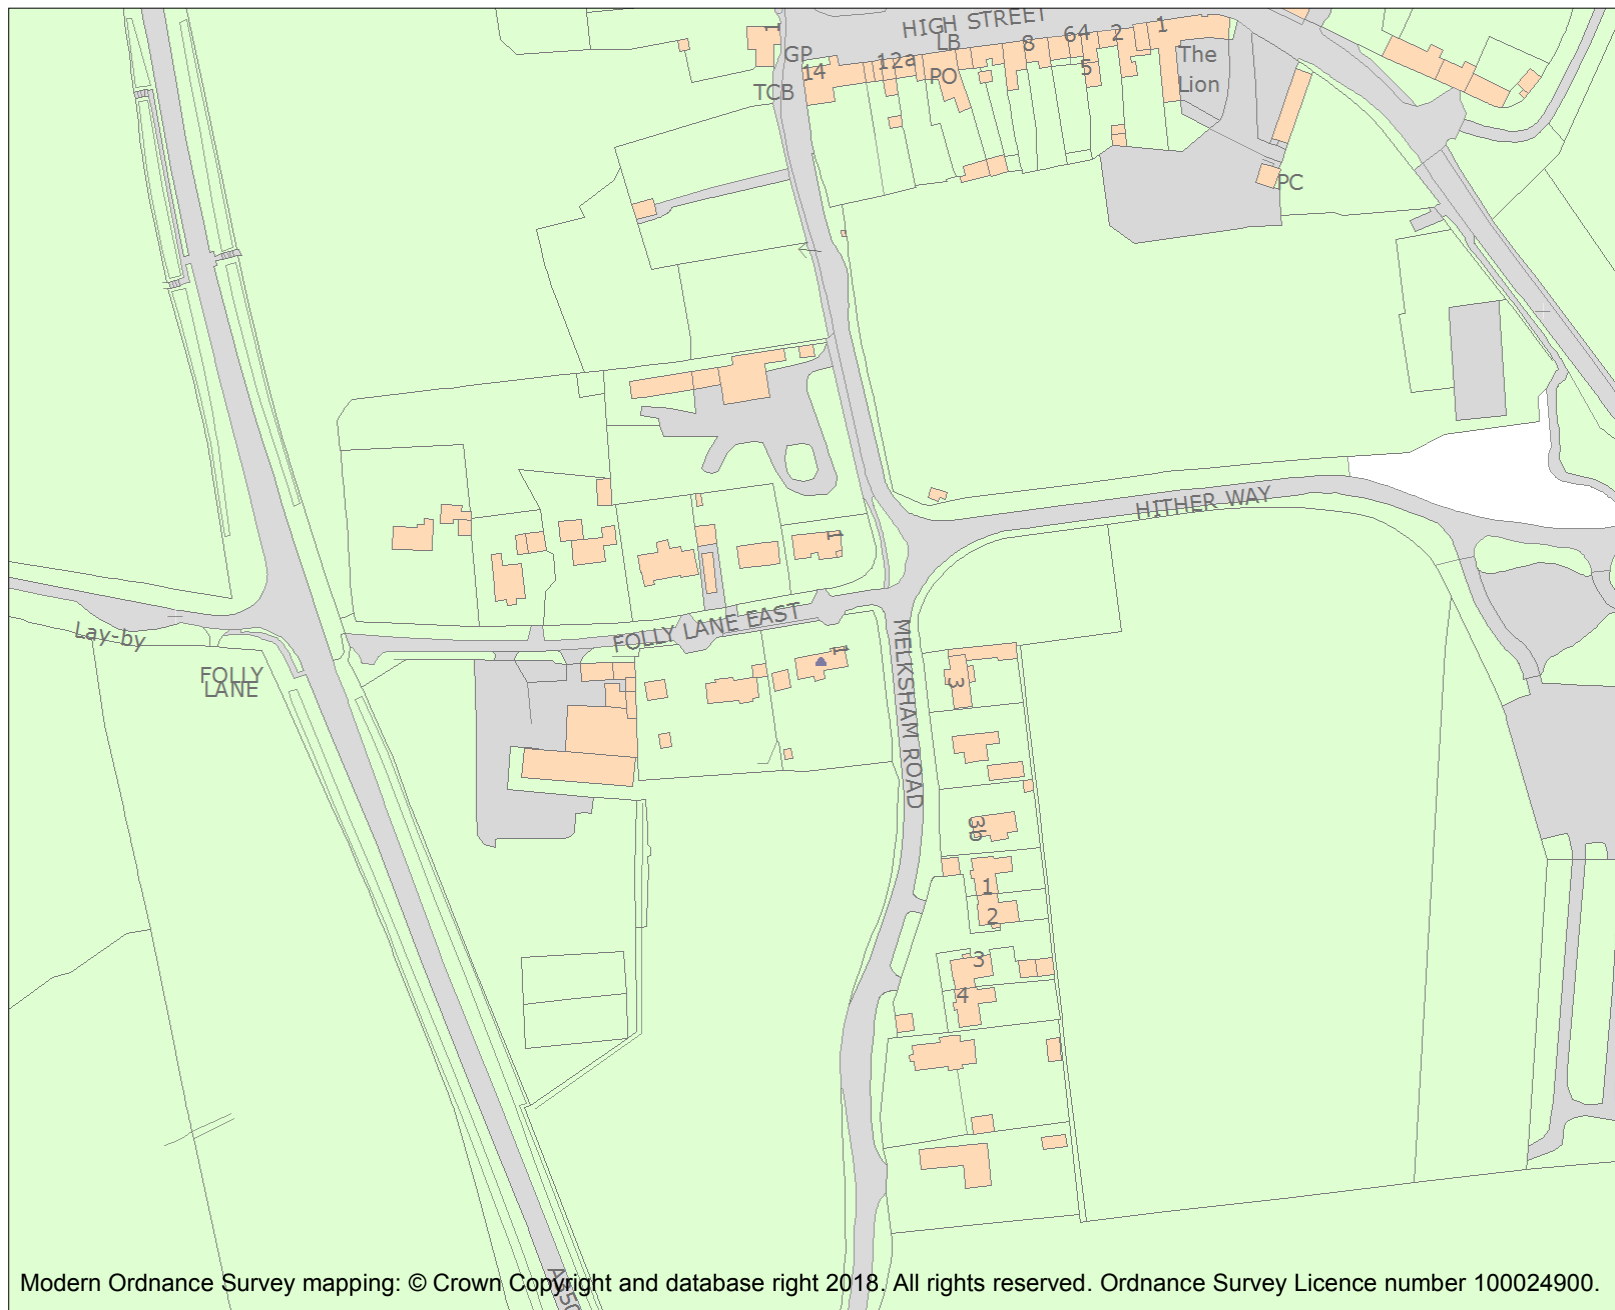 HIGH STREET
1
GP
14
TCB
12a
LB
PO
8
64
5
2
1
The
Lion
PC
HITHER WAY
1
Lay-by
FOLLY
LANE
FOLLY LANE EAST
1
MELKSHAM ROAD
3
3b
1
2
3
4
A350
Modern Ordnance Survey mapping: © Crown Copyright and database right 2018. All rights reserved. Ordnance Survey Licence number 100024900.